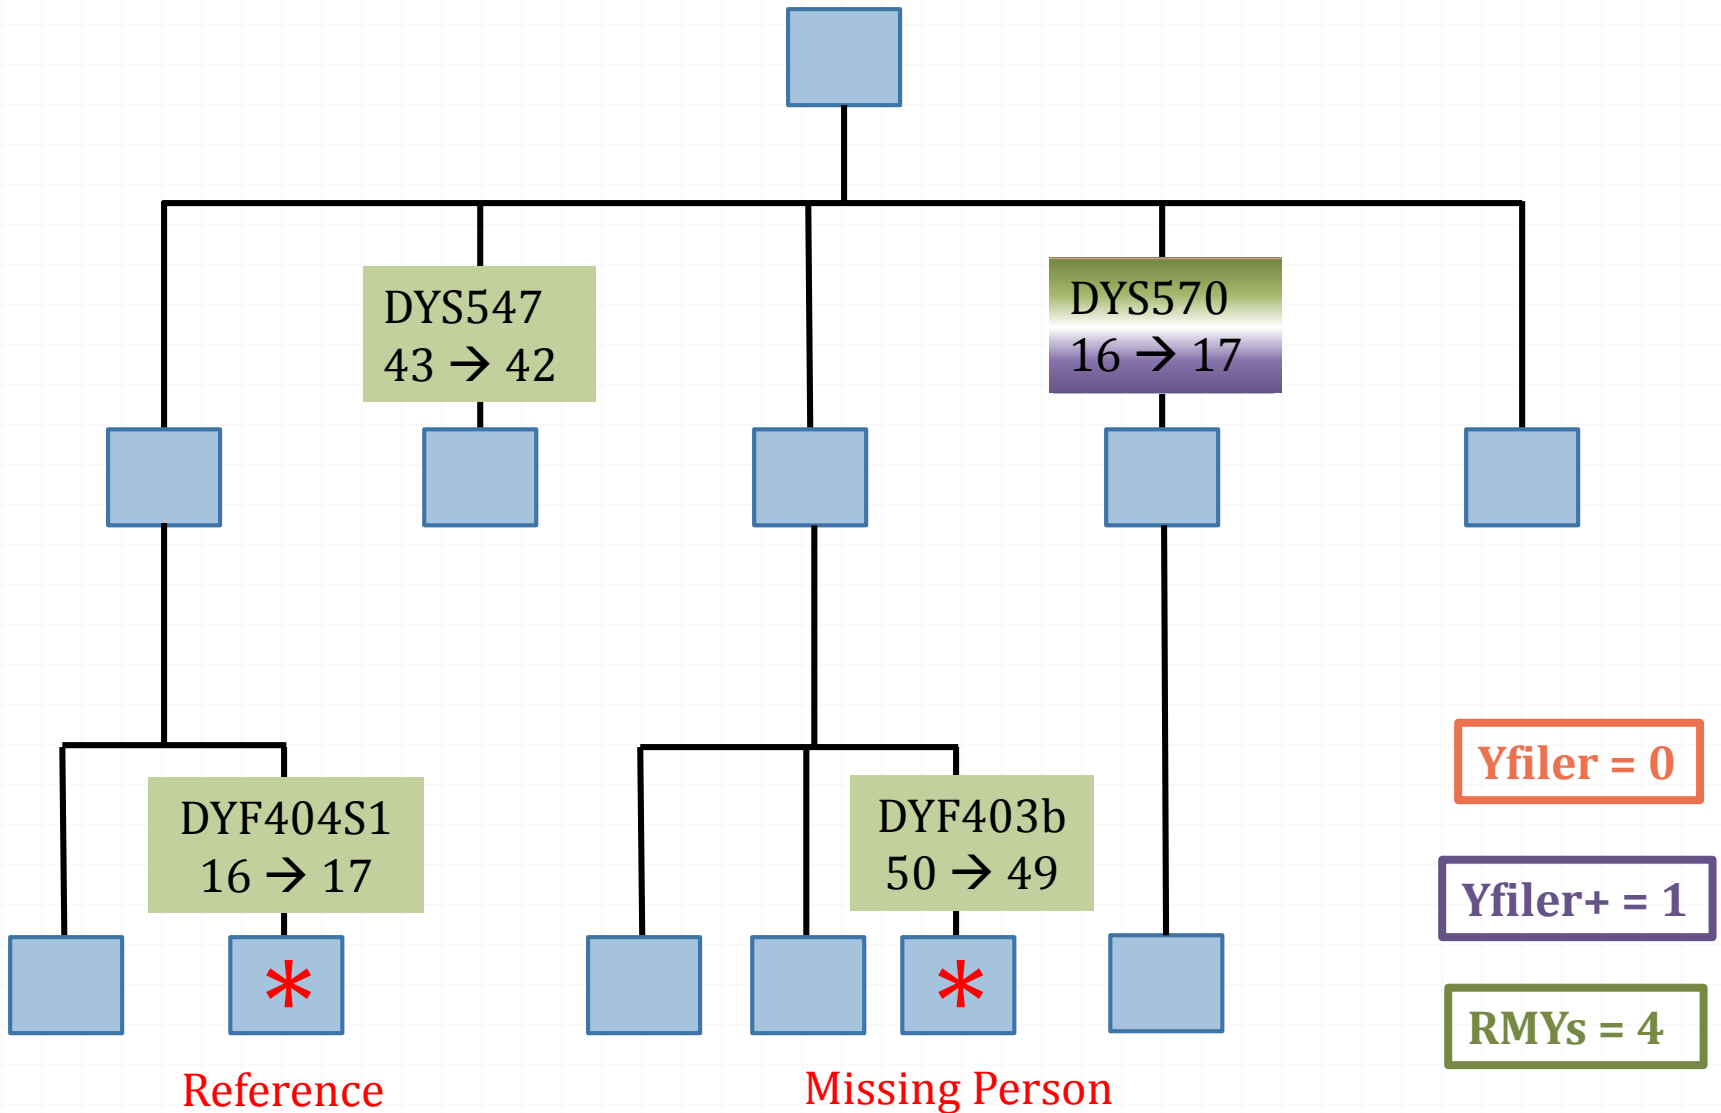 DYS547
43 → 42
DYS570
16 → 17
DYF404S1
16 → 17
DYF403b
50 → 49
Yfiler = 0
Yfiler+ = 1
RMYs = 4
*
*
Reference
Missing Person